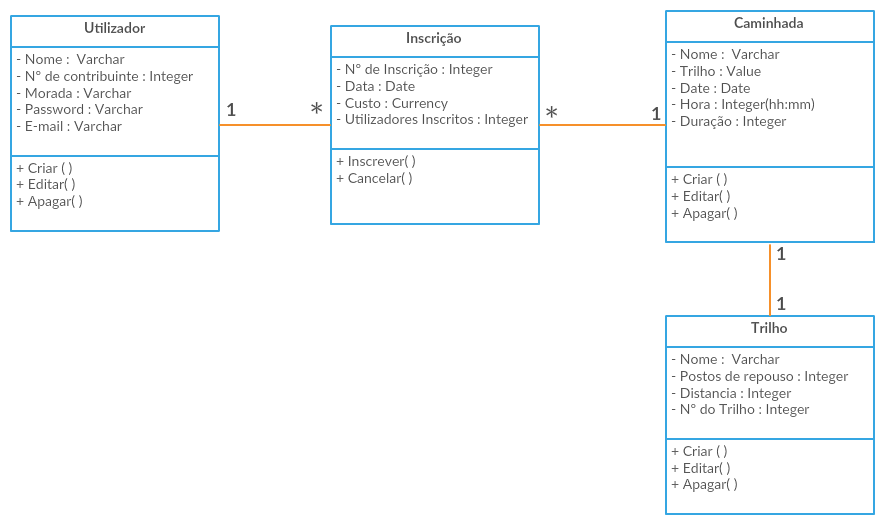 Utilizador
- Nome :  Varchar
- Nº de contribuinte : Integer
- Morada : Varchar
- Password : Varchar
- E-mail : Varchar
+ Criar ( )
+ Editar( )
+ Apagar( )
1
*
Inscrição
- Nº de Inscrição : Integer
- Data : Date
- Custo : Currency
- Utilizadores Inscritos : Integer
+ Inscrever( )
+ Cancelar( )
*
1
Caminhada
- Nome :  Varchar
- Trilho : Value
- Date : Date
- Hora : Integer(hh:mm)
- Duração : Integer
+ Criar ( )
+ Editar( )
+ Apagar( )
1
1
Trilho
- Nome :  Varchar
- Postos de repouso : Integer
- Distancia : Integer
- Nº do Trilho : Integer
+ Criar ( )
+ Editar( )
+ Apagar( )